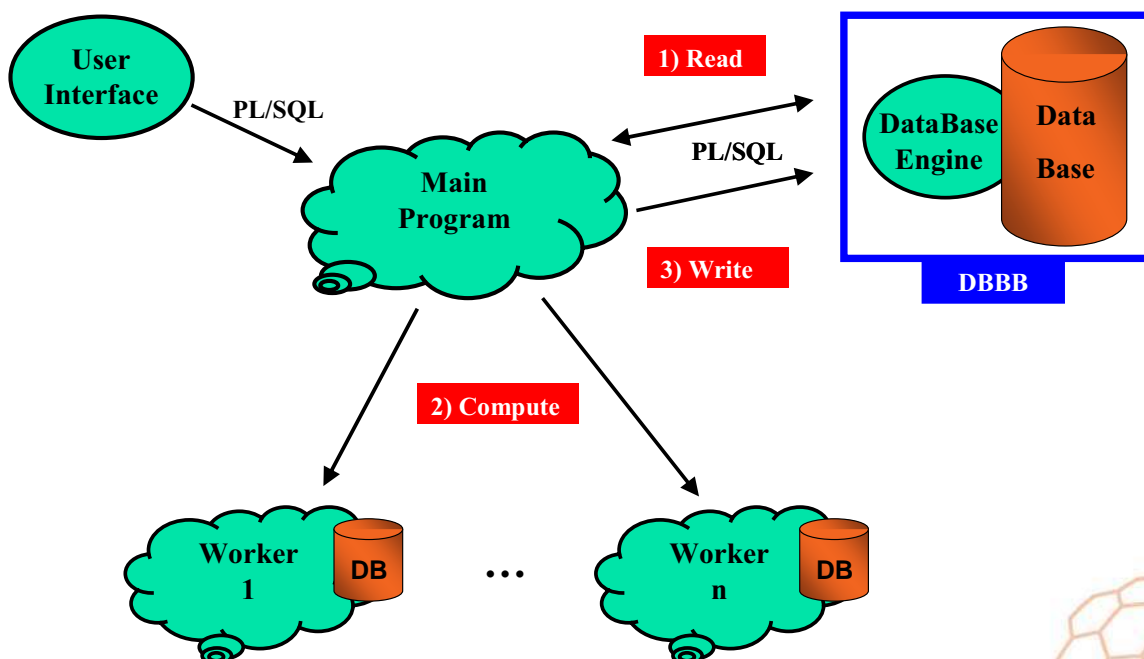 User
Interface
PL/SQL
1) Read
DataBase
Engine
Data
Base
PL/SQL
Main
Program
3) Write
DBBB
2) Compute
Worker
1
DB
...
Worker
n
DB